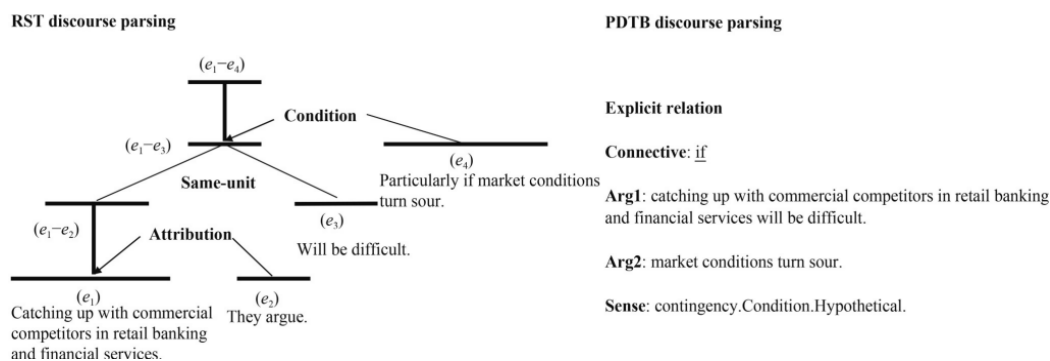 RST discourse parsing
(e₁−e₄)
Condition
(e₁−e₃)
(e₄)
Particularly if market conditions
turn sour.
Same-unit
(e₃)
Will be difficult.
(e₁−e₂)
Attribution
(e₁)
Catching up with commercial
competitors in retail banking
and financial services.
(e₂)
They argue.
PDTB discourse parsing
Explicit relation
Connective: if
Arg1: catching up with commercial competitors in retail banking
and financial services will be difficult.
Arg2: market conditions turn sour.
Sense: contingency.Condition.Hypothetical.